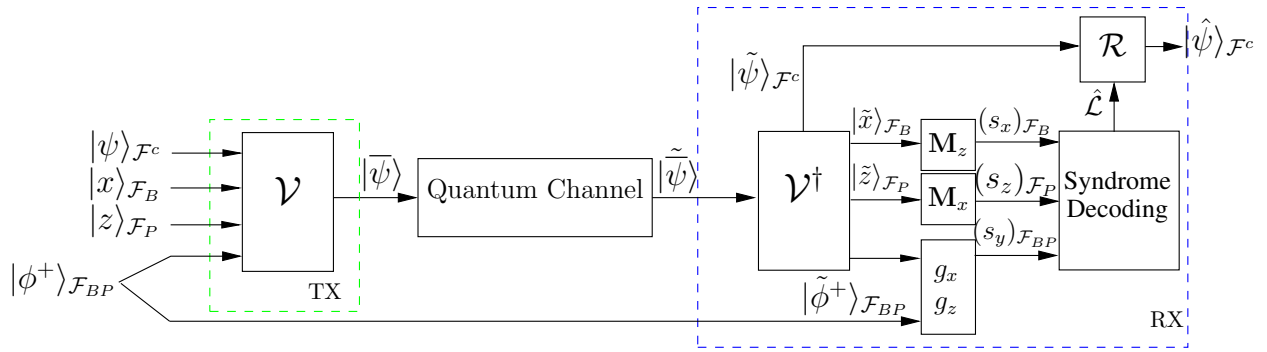 |ψ⟩_{𝓕^c}
|x⟩_{𝓕_B}
|z⟩_{𝓕_P}
|ϕ⁺⟩_{𝓕_{BP}}
𝒱
TX
|ψ̅⟩
Quantum Channel
|ψ̅̃⟩
|ψ̃⟩_{𝓕^c}
𝒱†
|x̃⟩_{𝓕_B}
|z̃⟩_{𝓕_P}
|ϕ̃⁺⟩_{𝓕_{BP}}
M_z
M_x
g_x
g_z
(s_x)_{𝓕_B}
(s_z)_{𝓕_P}
(s_y)_{𝓕_{BP}}
Syndrome
Decoding
ℒ̂
ℛ
|ψ̂⟩_{𝓕^c}
RX